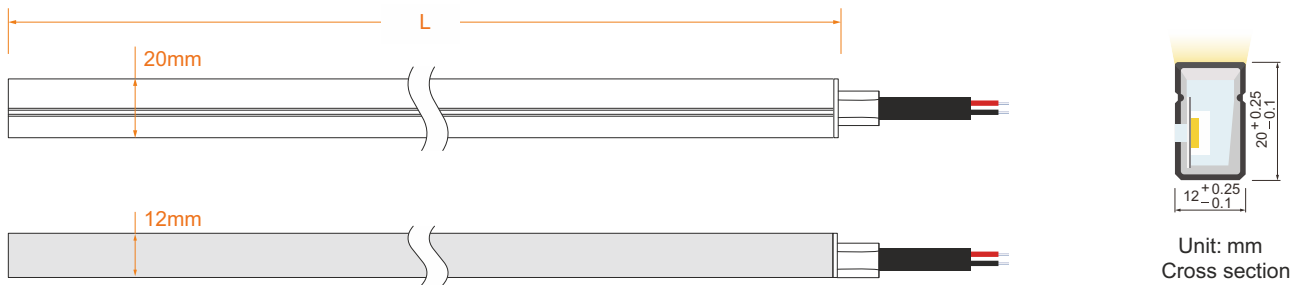 L
20mm
20 +0.25 −0.1
12 +0.25 −0.1
12mm
Unit: mm
Cross section